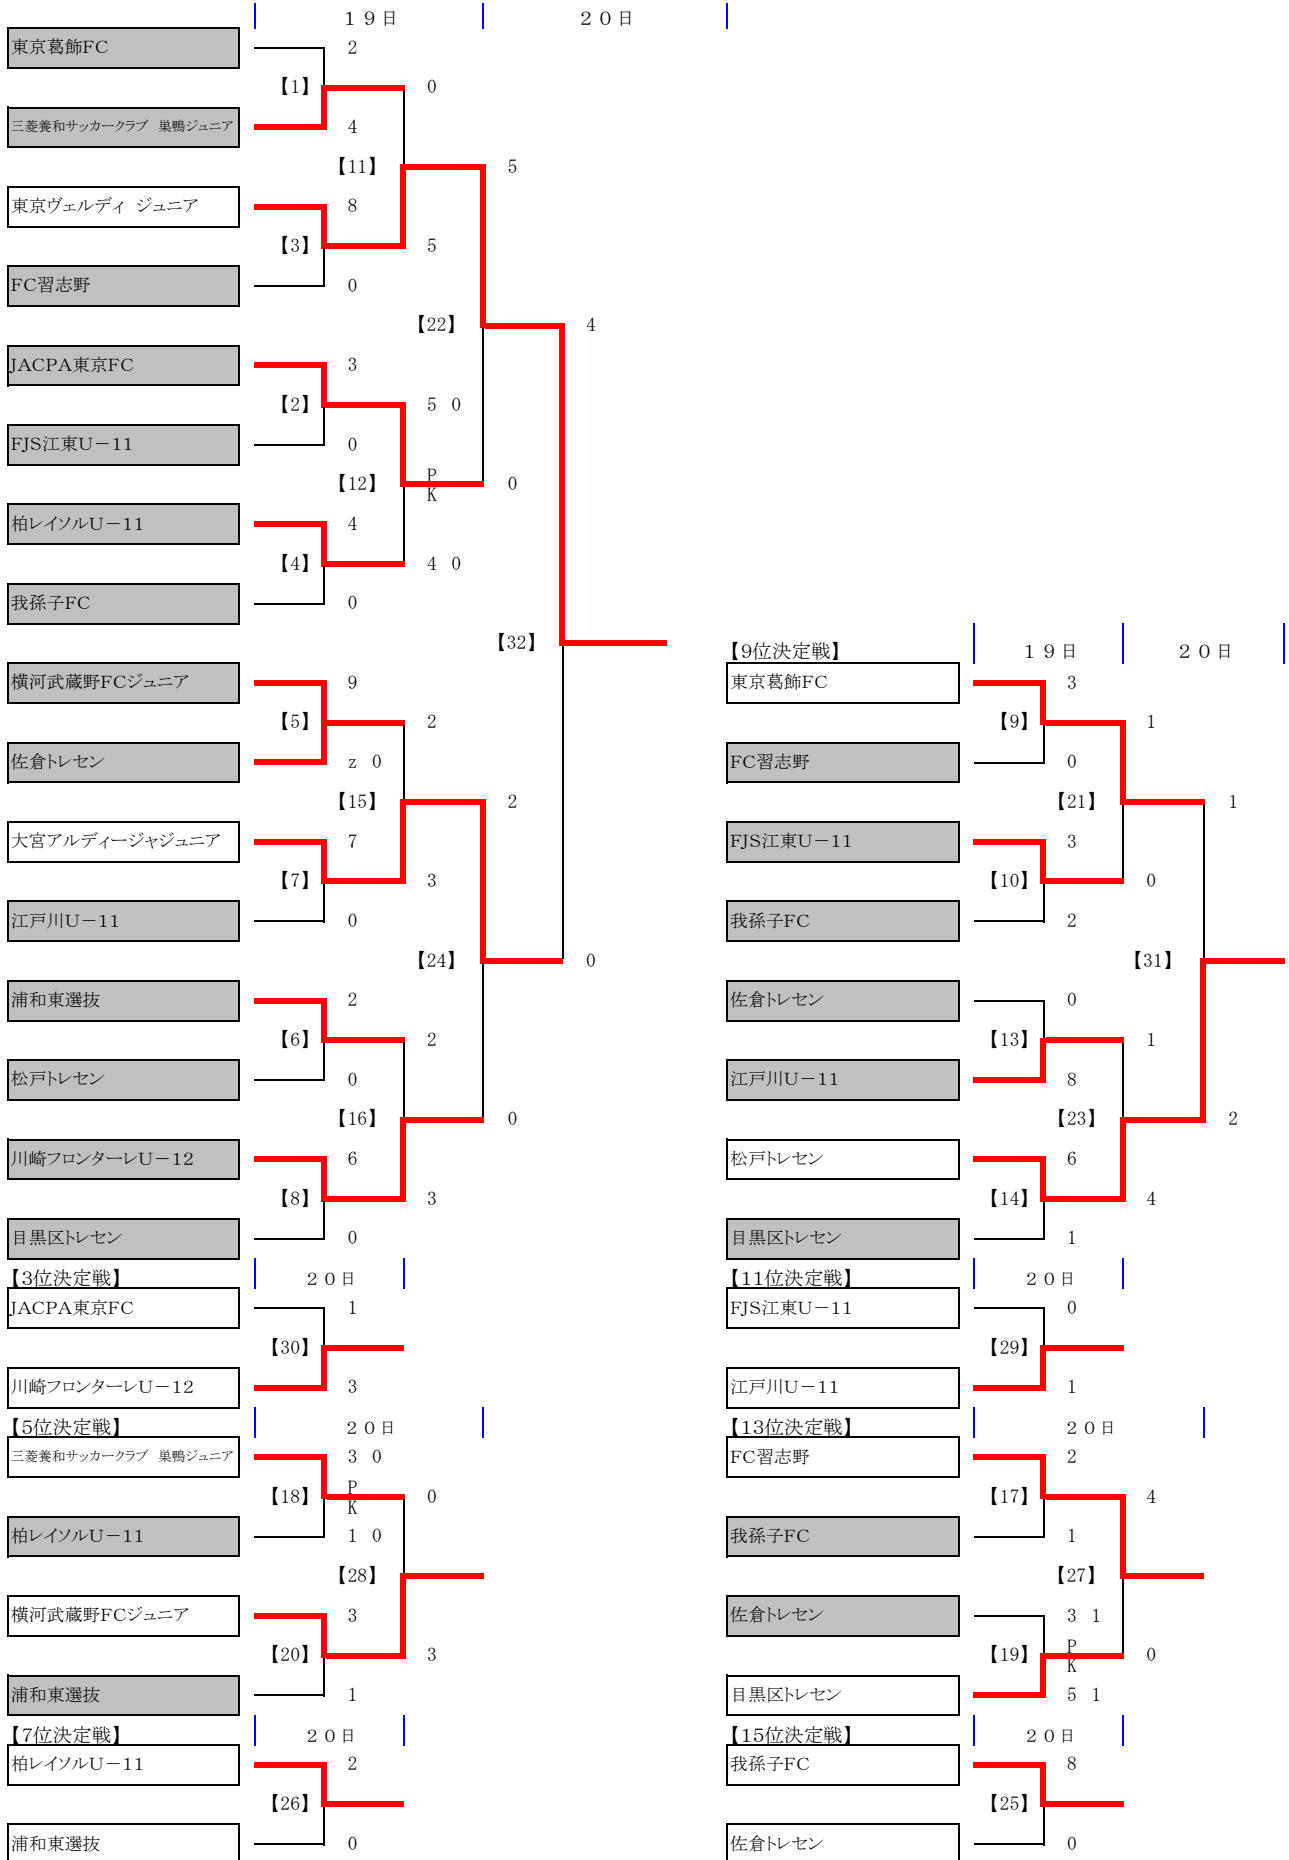 １９日 ２０日
東京葛飾FC 2
【1】 0
三菱養和サッカークラブ 巣鴨ジュニア 4
【11】 5
東京ヴェルディ ジュニア 8
【3】 5
FC習志野 0
【22】 4
JACPA東京FC 3
【2】 5 0
FJS江東U－11 0
【12】 PK 0
柏レイソルU－11 4
【4】 4 0
我孫子FC 0
【32】
横河武蔵野FCジュニア 9
【5】 2
佐倉トレセン z 0
【15】 2
大宮アルディージャジュニア 7
【7】 3
江戸川U－11 0
【24】 0
浦和東選抜 2
【6】 2
松戸トレセン 0
【16】 0
川崎フロンターレU－12 6
【8】 3
目黒区トレセン 0
【3位決定戦】 ２０日
JACPA東京FC 1
【30】
川崎フロンターレU－12 3
【5位決定戦】 ２０日
三菱養和サッカークラブ 巣鴨ジュニア 3 0
【18】 PK 0
柏レイソルU－11 1 0
【28】
横河武蔵野FCジュニア 3
【20】 3
浦和東選抜 1
【7位決定戦】 ２０日
柏レイソルU－11 2
【26】
浦和東選抜 0
【9位決定戦】 １９日 ２０日
東京葛飾FC 3
【9】 1
FC習志野 0
【21】 1
FJS江東U－11 3
【10】 0
我孫子FC 2
【31】
佐倉トレセン 0
【13】 1
江戸川U－11 8
【23】 2
松戸トレセン 6
【14】 4
目黒区トレセン 1
【11位決定戦】 ２０日
FJS江東U－11 0
【29】
江戸川U－11 1
【13位決定戦】 ２０日
FC習志野 2
【17】 4
我孫子FC 1
【27】
佐倉トレセン 3 1
【19】 PK 0
目黒区トレセン 5 1
【15位決定戦】 ２０日
我孫子FC 8
【25】
佐倉トレセン 0